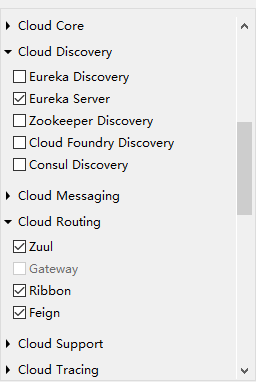 Cloud Core
Cloud Discovery
Eureka Discovery
Eureka Server
Zookeeper Discovery
Cloud Foundry Discovery
Consul Discovery
Cloud Messaging
Cloud Routing
Zuul
Gateway
Ribbon
Feign
Cloud Support
Cloud Tracing